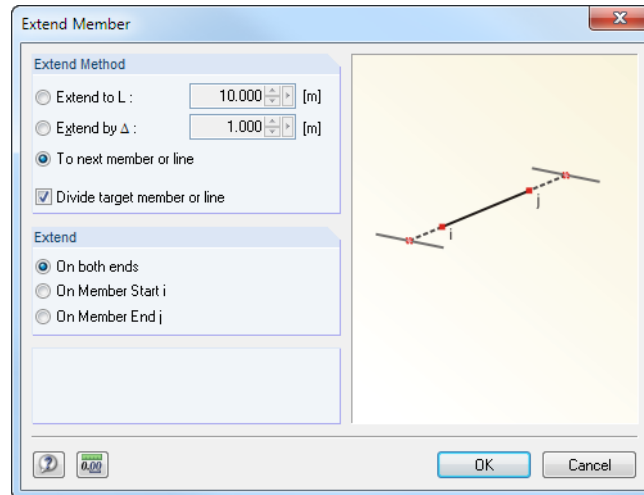 Extend Member
Extend Method
Extend to L :
10.000
[m]
Extend by Δ :
1.000
[m]
To next member or line
Divide target member or line
Extend
On both ends
On Member Start i
On Member End j
i
j
0.00
OK
Cancel